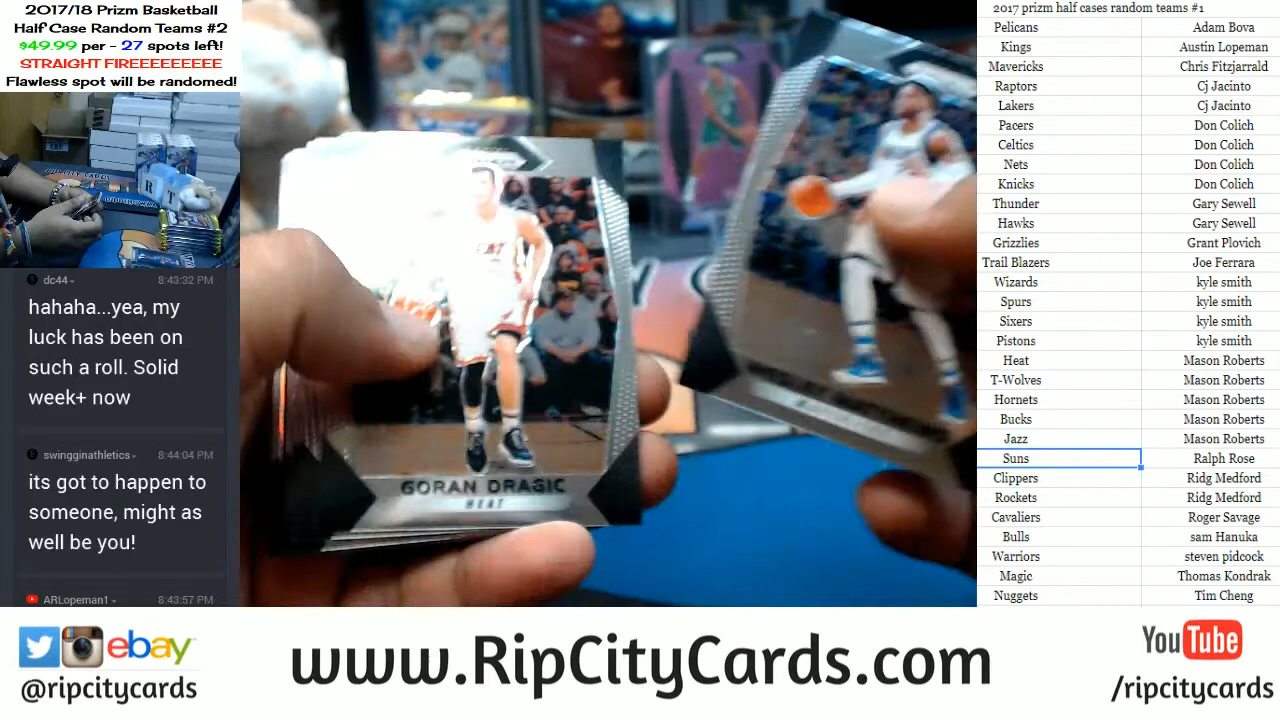 2017/18 Prizm Basketball
Half Case Random Teams #2
$49.99 per - 27 spots left!
STRAIGHT FIREEEEEEEEE
Flawless spot will be randomed!
dc44
8:43:32 PM
hahaha...yea, my
luck has been on
such a roll. Solid
week+ now
swingginathletics
8:44:04 PM
its got to happen to
someone, might as
well be you!
ARLopeman1
8:43:57 PM
GORAN DRAGIC
HEAT
2017 prizm half cases random teams #1
Pelicans Adam Bova
Kings Austin Lopeman
Mavericks Chris Fitzjarrald
Raptors Cj Jacinto
Lakers Cj Jacinto
Pacers Don Colich
Celtics Don Colich
Nets Don Colich
Knicks Don Colich
Thunder Gary Sewell
Hawks Gary Sewell
Grizzlies Grant Plovich
Trail Blazers Joe Ferrara
Wizards kyle smith
Spurs kyle smith
Sixers kyle smith
Pistons kyle smith
Heat Mason Roberts
T-Wolves Mason Roberts
Hornets Mason Roberts
Bucks Mason Roberts
Jazz Mason Roberts
Suns Ralph Rose
Clippers Ridg Medford
Rockets Ridg Medford
Cavaliers Roger Savage
Bulls sam Hanuka
Warriors steven pidcock
Magic Thomas Kondrak
Nuggets Tim Cheng
ebay
@ripcitycards
www.RipCityCards.com
YouTube
/ripcitycards